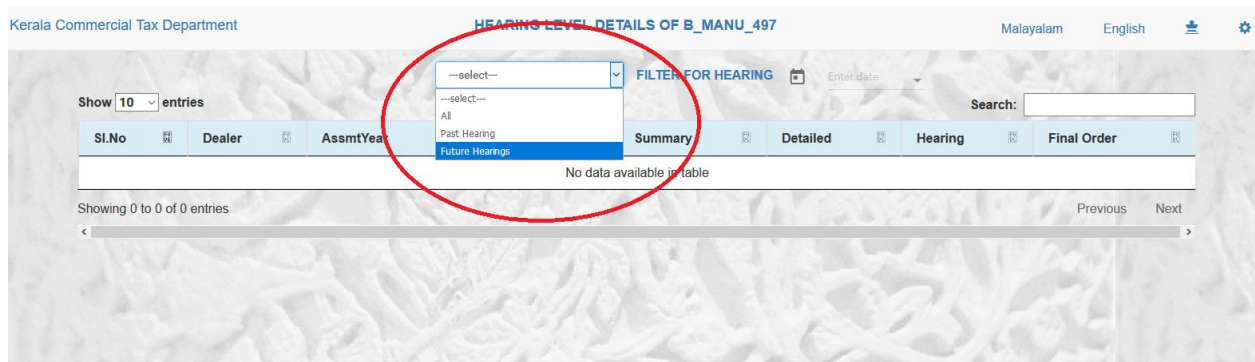 Kerala Commercial Tax Department HEARING LEVEL DETAILS OF B_MANU_497 Malayalam English
---select--- FILTER FOR HEARING Enter date
---select---
All
Past Hearing
Future Hearings
Show 10 entries Search:
Sl.No Dealer AssmtYear Summary Detailed Hearing Final Order
No data available in table
Showing 0 to 0 of 0 entries Previous Next